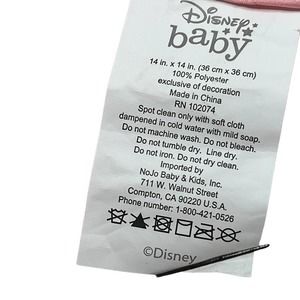 Disney
baby
14 in. x 14 in. (36 cm x 36 cm)
100% Polyester
exclusive of decoration
Made in China
RN 102074
Spot clean only with soft cloth
dampened in cold water with mild soap.
Do not machine wash. Do not bleach.
Do not tumble dry. Line dry.
Do not iron. Do not dry clean.
Imported by
NoJo Baby & Kids, Inc.
711 W. Walnut Street
Compton, CA 90220 U.S.A.
Phone number: 1-800-421-0526
©Disney